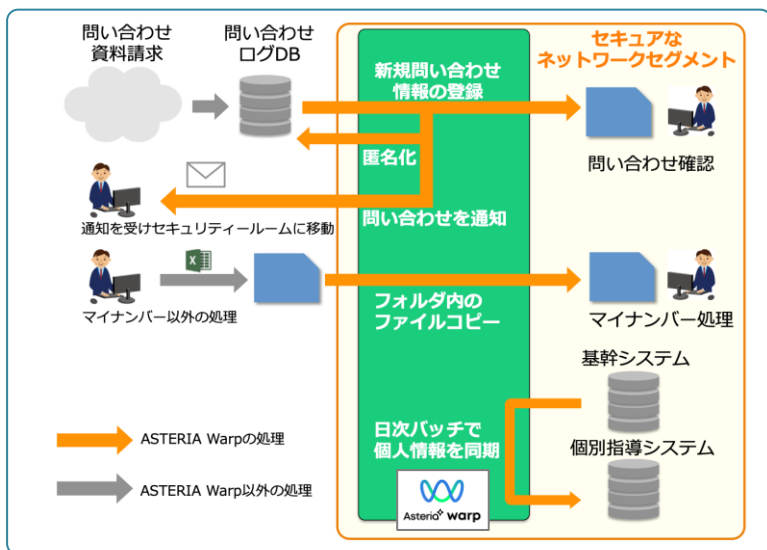 問い合わせ
資料請求
問い合わせ
ログDB
セキュアな
ネットワークセグメント
新規問い合わせ
情報の登録
匿名化
問い合わせ確認
問い合わせを通知
通知を受けセキュリティールームに移動
マイナンバー以外の処理
フォルダ内の
ファイルコピー
マイナンバー処理
基幹システム
日次バッチで
個人情報を同期
個別指導システム
ASTERIA Warpの処理
ASTERIA Warp以外の処理
Asteria warp